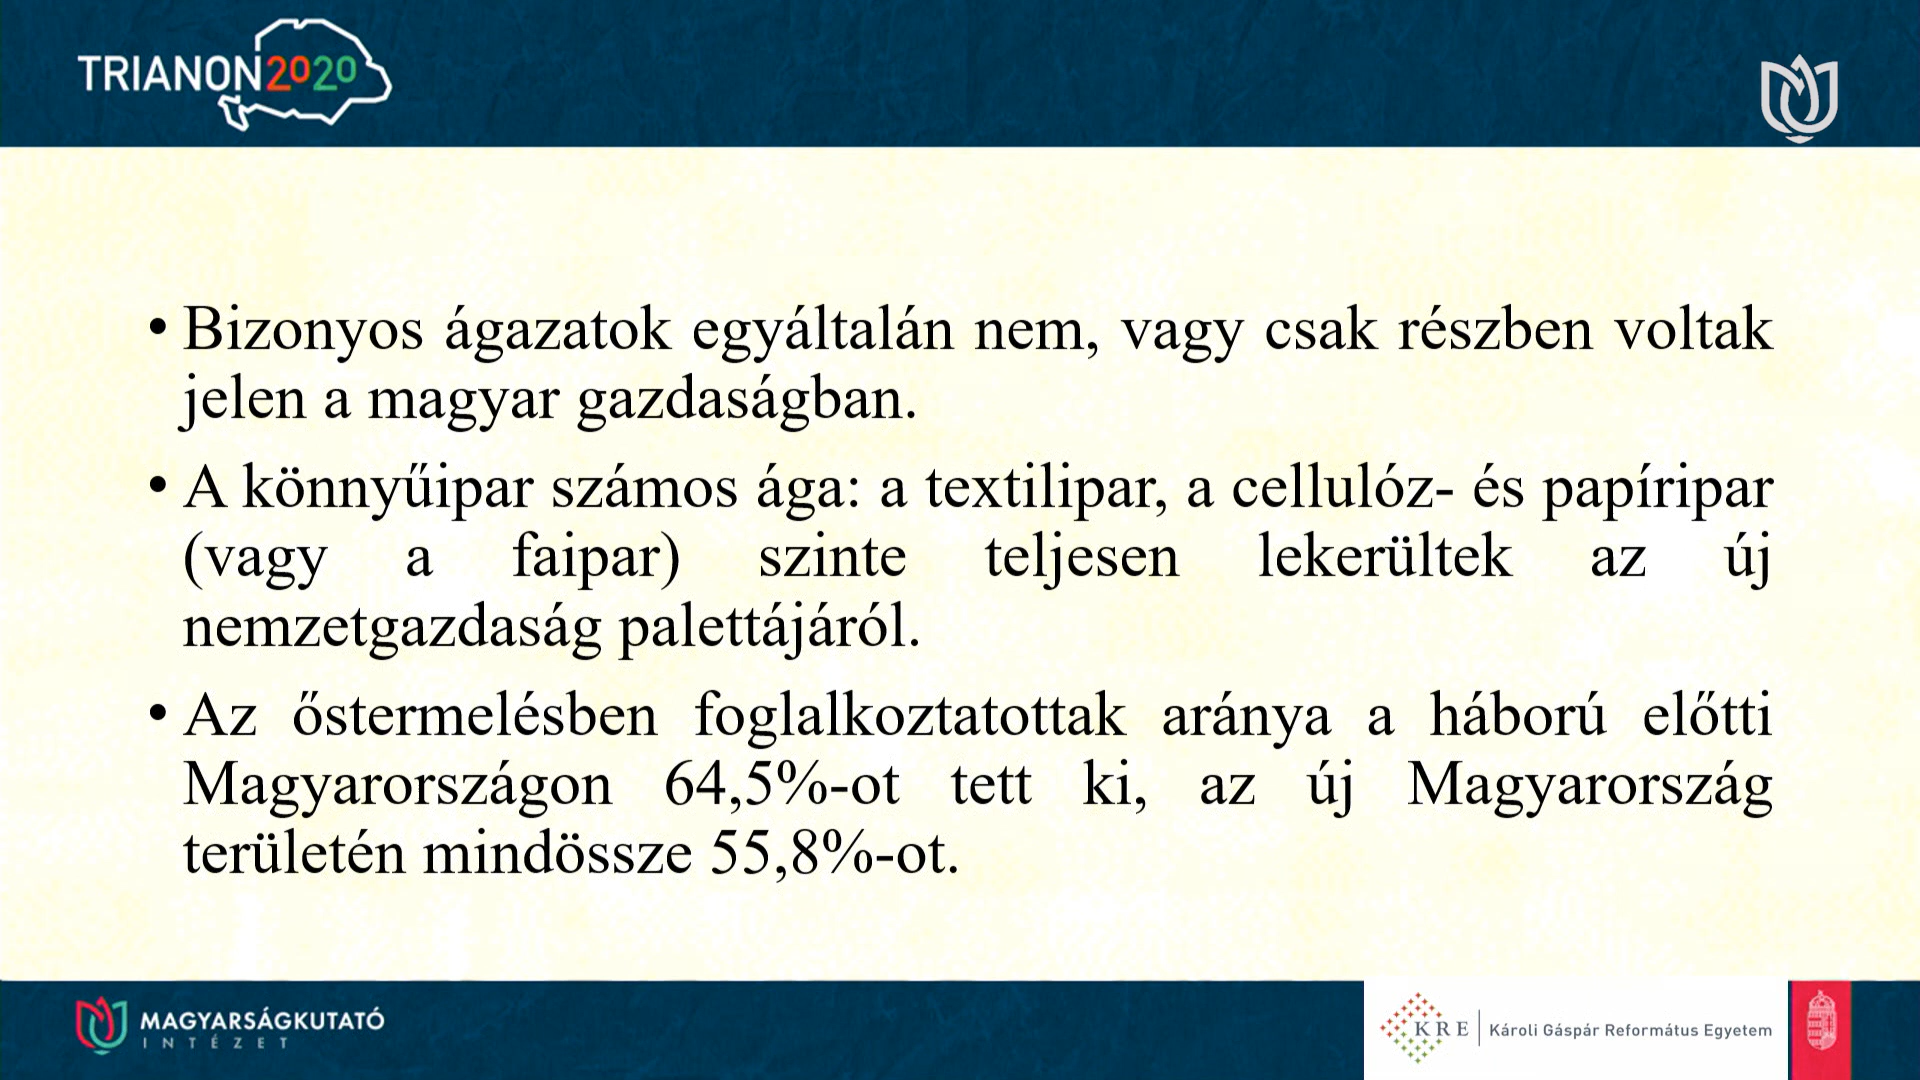 TRIANON2020
• Bizonyos ágazatok egyáltalán nem, vagy csak részben voltak
jelen a magyar gazdaságban.
• A könnyűipar számos ága: a textilipar, a cellulóz- és papíripar
(vagy a faipar) szinte teljesen lekerültek az új
nemzetgazdaság palettájáról.
• Az őstermelésben foglalkoztatottak aránya a háború előtti
Magyarországon 64,5%-ot tett ki, az új Magyarország
területén mindössze 55,8%-ot.
MAGYARSÁGKUTATÓ
INTÉZET
KRE
Károli Gáspár Református Egyetem